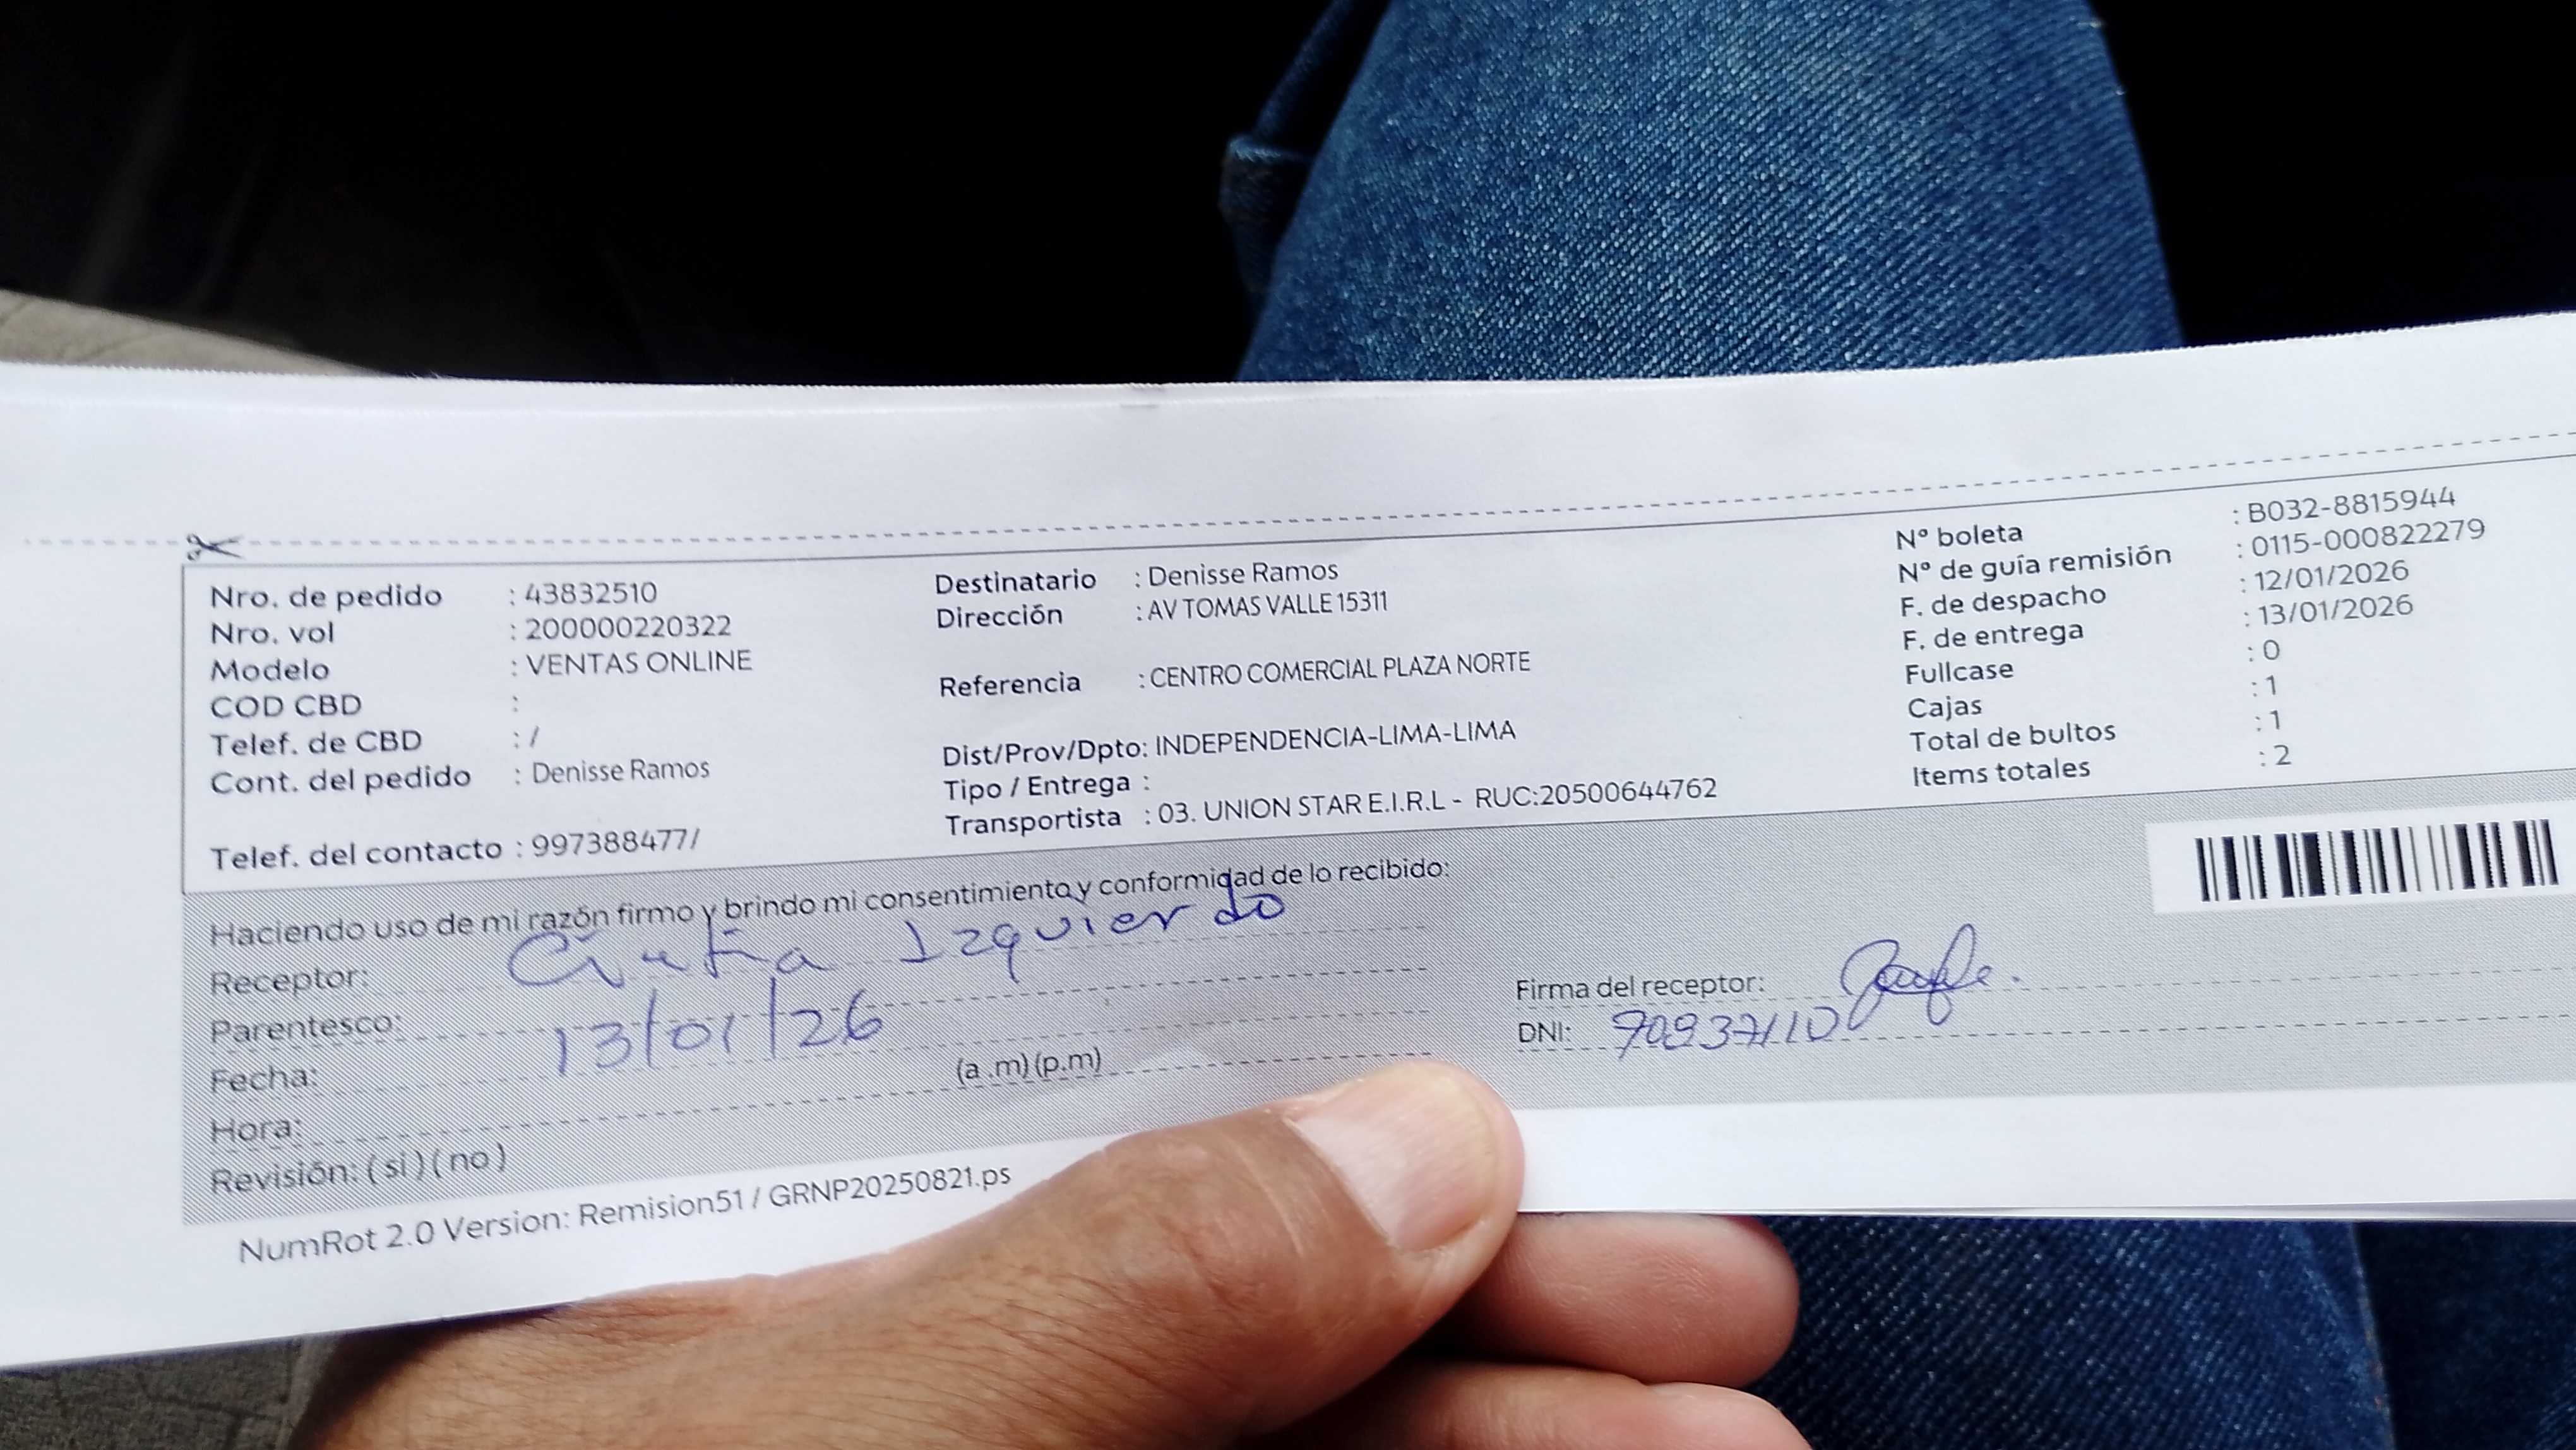 Nro. de pedido : 43832510
Nro. vol : 200000220322
Modelo : VENTAS ONLINE
COD CBD :
Telef. de CBD : /
Cont. del pedido : Denisse Ramos
Telef. del contacto : 997388477/
Destinatario : Denisse Ramos
Dirección : AV TOMAS VALLE 15311
Referencia : CENTRO COMERCIAL PLAZA NORTE
Dist/Prov/Dpto: INDEPENDENCIA-LIMA-LIMA
Tipo / Entrega :
Transportista : 03. UNION STAR E.I.R.L - RUC:20500644762
N° boleta : B032-8815944
N° de guía remisión : 0115-000822279
F. de despacho : 12/01/2026
F. de entrega : 13/01/2026
Fullcase : 0
Cajas : 1
Total de bultos : 1
Items totales : 2
Haciendo uso de mi razón firmo y brindo mi consentimiento y conformidad de lo recibido:
Receptor: Izquierdo
Parentesco:
Fecha: 13/01/26
Hora: (a .m) (p.m)
Revisión: ( si ) ( no )
Firma del receptor:
DNI:
NumRot 2.0 Version: Remision51 / GRNP20250821.ps